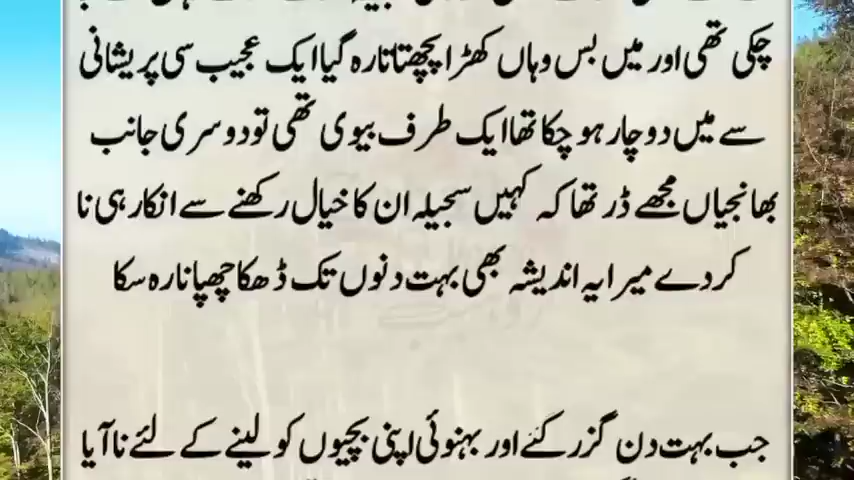 چکی تھی اور میں بس وہاں کھڑا پچھتاتا رہ گیا ایک عجیب سی پریشانی
سے میں دوچار ہو چکا تھا ایک طرف بیوی تھی تو دوسری جانب
بھانجیاں مجھے ڈر تھا کہ کہیں سجیلہ ان کا خیال رکھنے سے انکار ہی نا
کر دے میرا یہ اندیشہ بھی بہت دنوں تک ڈھکا چھپا نا رہ سکا
جب بہت دن گزر گئے اور بہنوئی اپنی بچیوں کو لینے کے لئے نا آیا